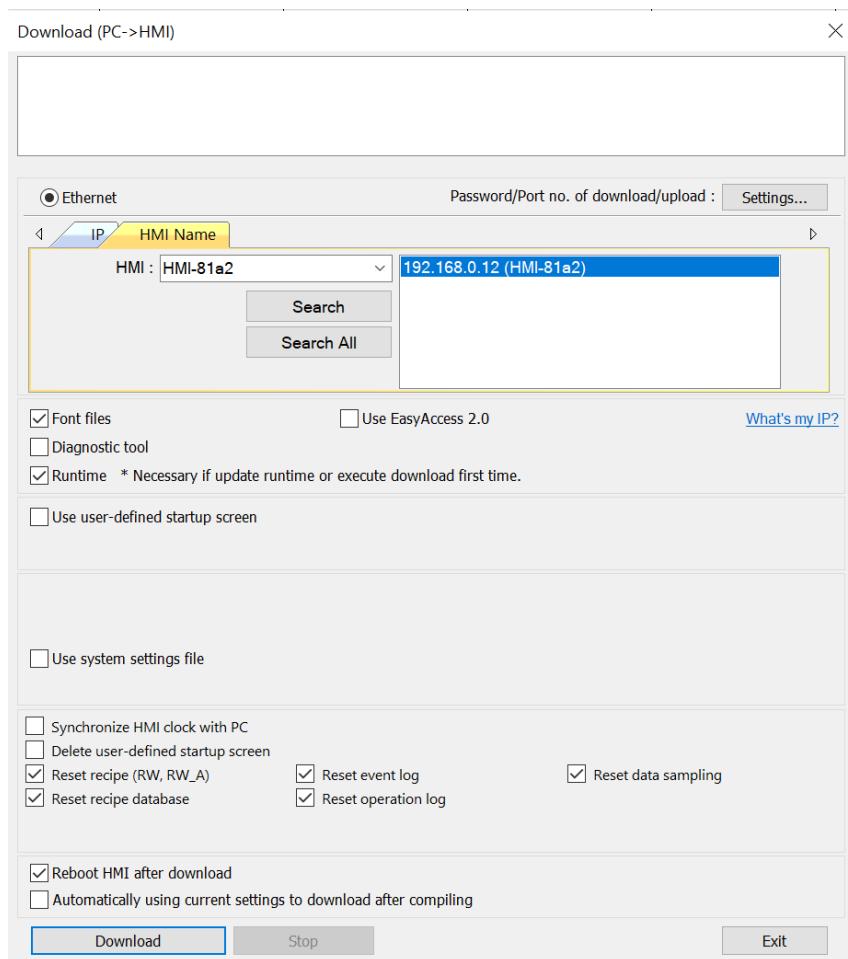 Download (PC->HMI)
Ethernet Password/Port no. of download/upload : Settings...
IP HMI Name
HMI : HMI-81a2 192.168.0.12 (HMI-81a2)
Search
Search All
Font files Use EasyAccess 2.0 What's my IP?
Diagnostic tool
Runtime * Necessary if update runtime or execute download first time.
Use user-defined startup screen
Use system settings file
Synchronize HMI clock with PC
Delete user-defined startup screen
Reset recipe (RW, RW_A) Reset event log Reset data sampling
Reset recipe database Reset operation log
Reboot HMI after download
Automatically using current settings to download after compiling
Download Stop Exit